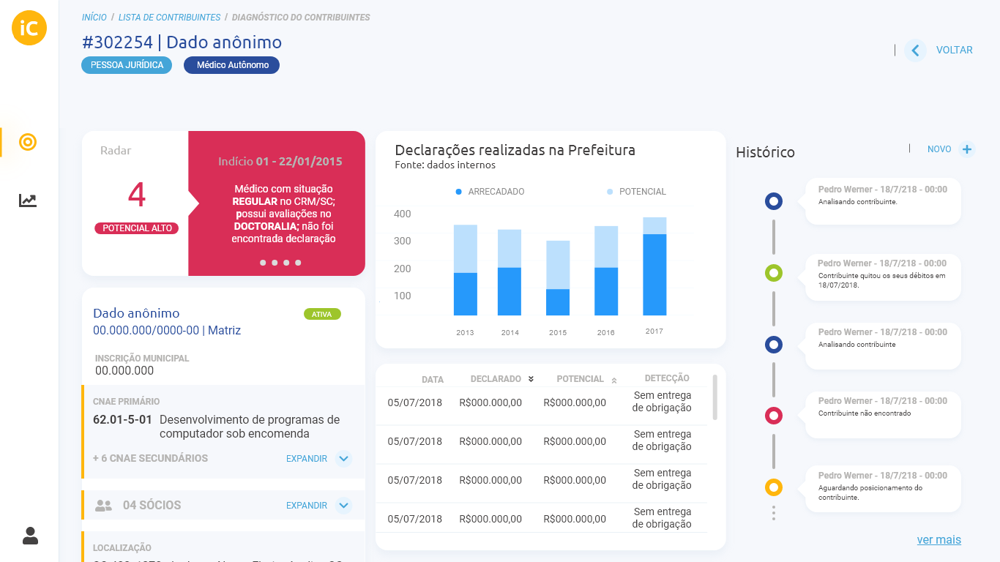 iC
INÍCIO / LISTA DE CONTRIBUINTES / DIAGNÓSTICO DO CONTRIBUINTES
#302254 | Dado anônimo
PESSOA JURÍDICA
Médico Autônomo
VOLTAR
Radar
4
POTENCIAL ALTO
Indício 01 - 22/01/2015
Médico com situação
REGULAR no CRM/SC;
possui avaliações no
DOCTORALIA; não foi
encontrada declaração
Dado anônimo
ATIVA
00.000.000/0000-00 | Matriz
INSCRIÇÃO MUNICIPAL
00.000.000
CNAE PRIMÁRIO
62.01-5-01 Desenvolvimento de programas de
computador sob encomenda
+ 6 CNAE SECUNDÁRIOS
EXPANDIR
04 SÓCIOS
EXPANDIR
LOCALIZAÇÃO
Declarações realizadas na Prefeitura
Fonte: dados internos
ARRECADADO
POTENCIAL
400
300
200
100
2013 2014 2015 2016 2017
DATA DECLARADO POTENCIAL DETECÇÃO
05/07/2018 R$000.000,00 R$000.000,00 Sem entrega
de obrigação
05/07/2018 R$000.000,00 R$000.000,00 Sem entrega
de obrigação
05/07/2018 R$000.000,00 R$000.000,00 Sem entrega
de obrigação
05/07/2018 R$000.000,00 R$000.000,00 Sem entrega
de obrigação
Histórico
NOVO
Pedro Werner - 18/7/218 - 00:00
Analisando contribuinte.
Pedro Werner - 18/7/218 - 00:00
Contribuinte quitou os seus débitos em
18/07/2018.
Pedro Werner - 18/7/218 - 00:00
Analisando contribuinte
Pedro Werner - 18/7/218 - 00:00
Contribuinte não encontrado
Pedro Werner - 18/7/218 - 00:00
Aguardando posicionamento do
contribuinte.
ver mais